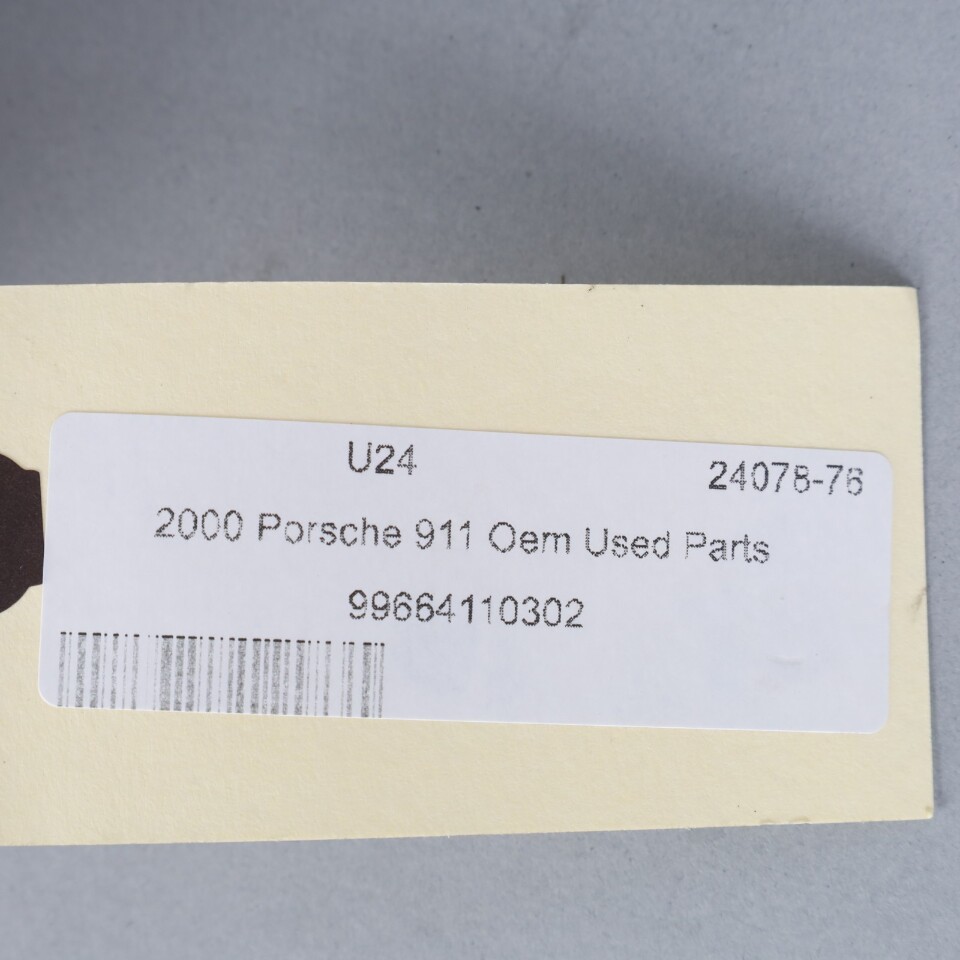 U24 24078-76
2000 Porsche 911 Oem Used Parts
99664110302